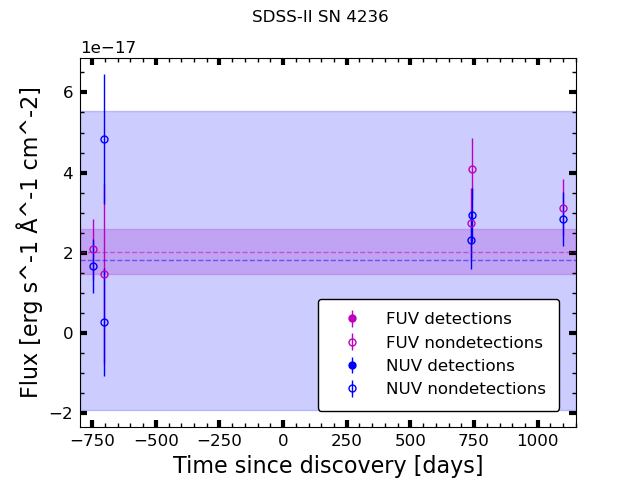 SDSS-II SN 4236
1e−17
Flux [erg s^-1 Å^-1 cm^-2]
6
4
2
0
−2
FUV detections
FUV nondetections
NUV detections
NUV nondetections
−750 −500 −250 0 250 500 750 1000
Time since discovery [days]